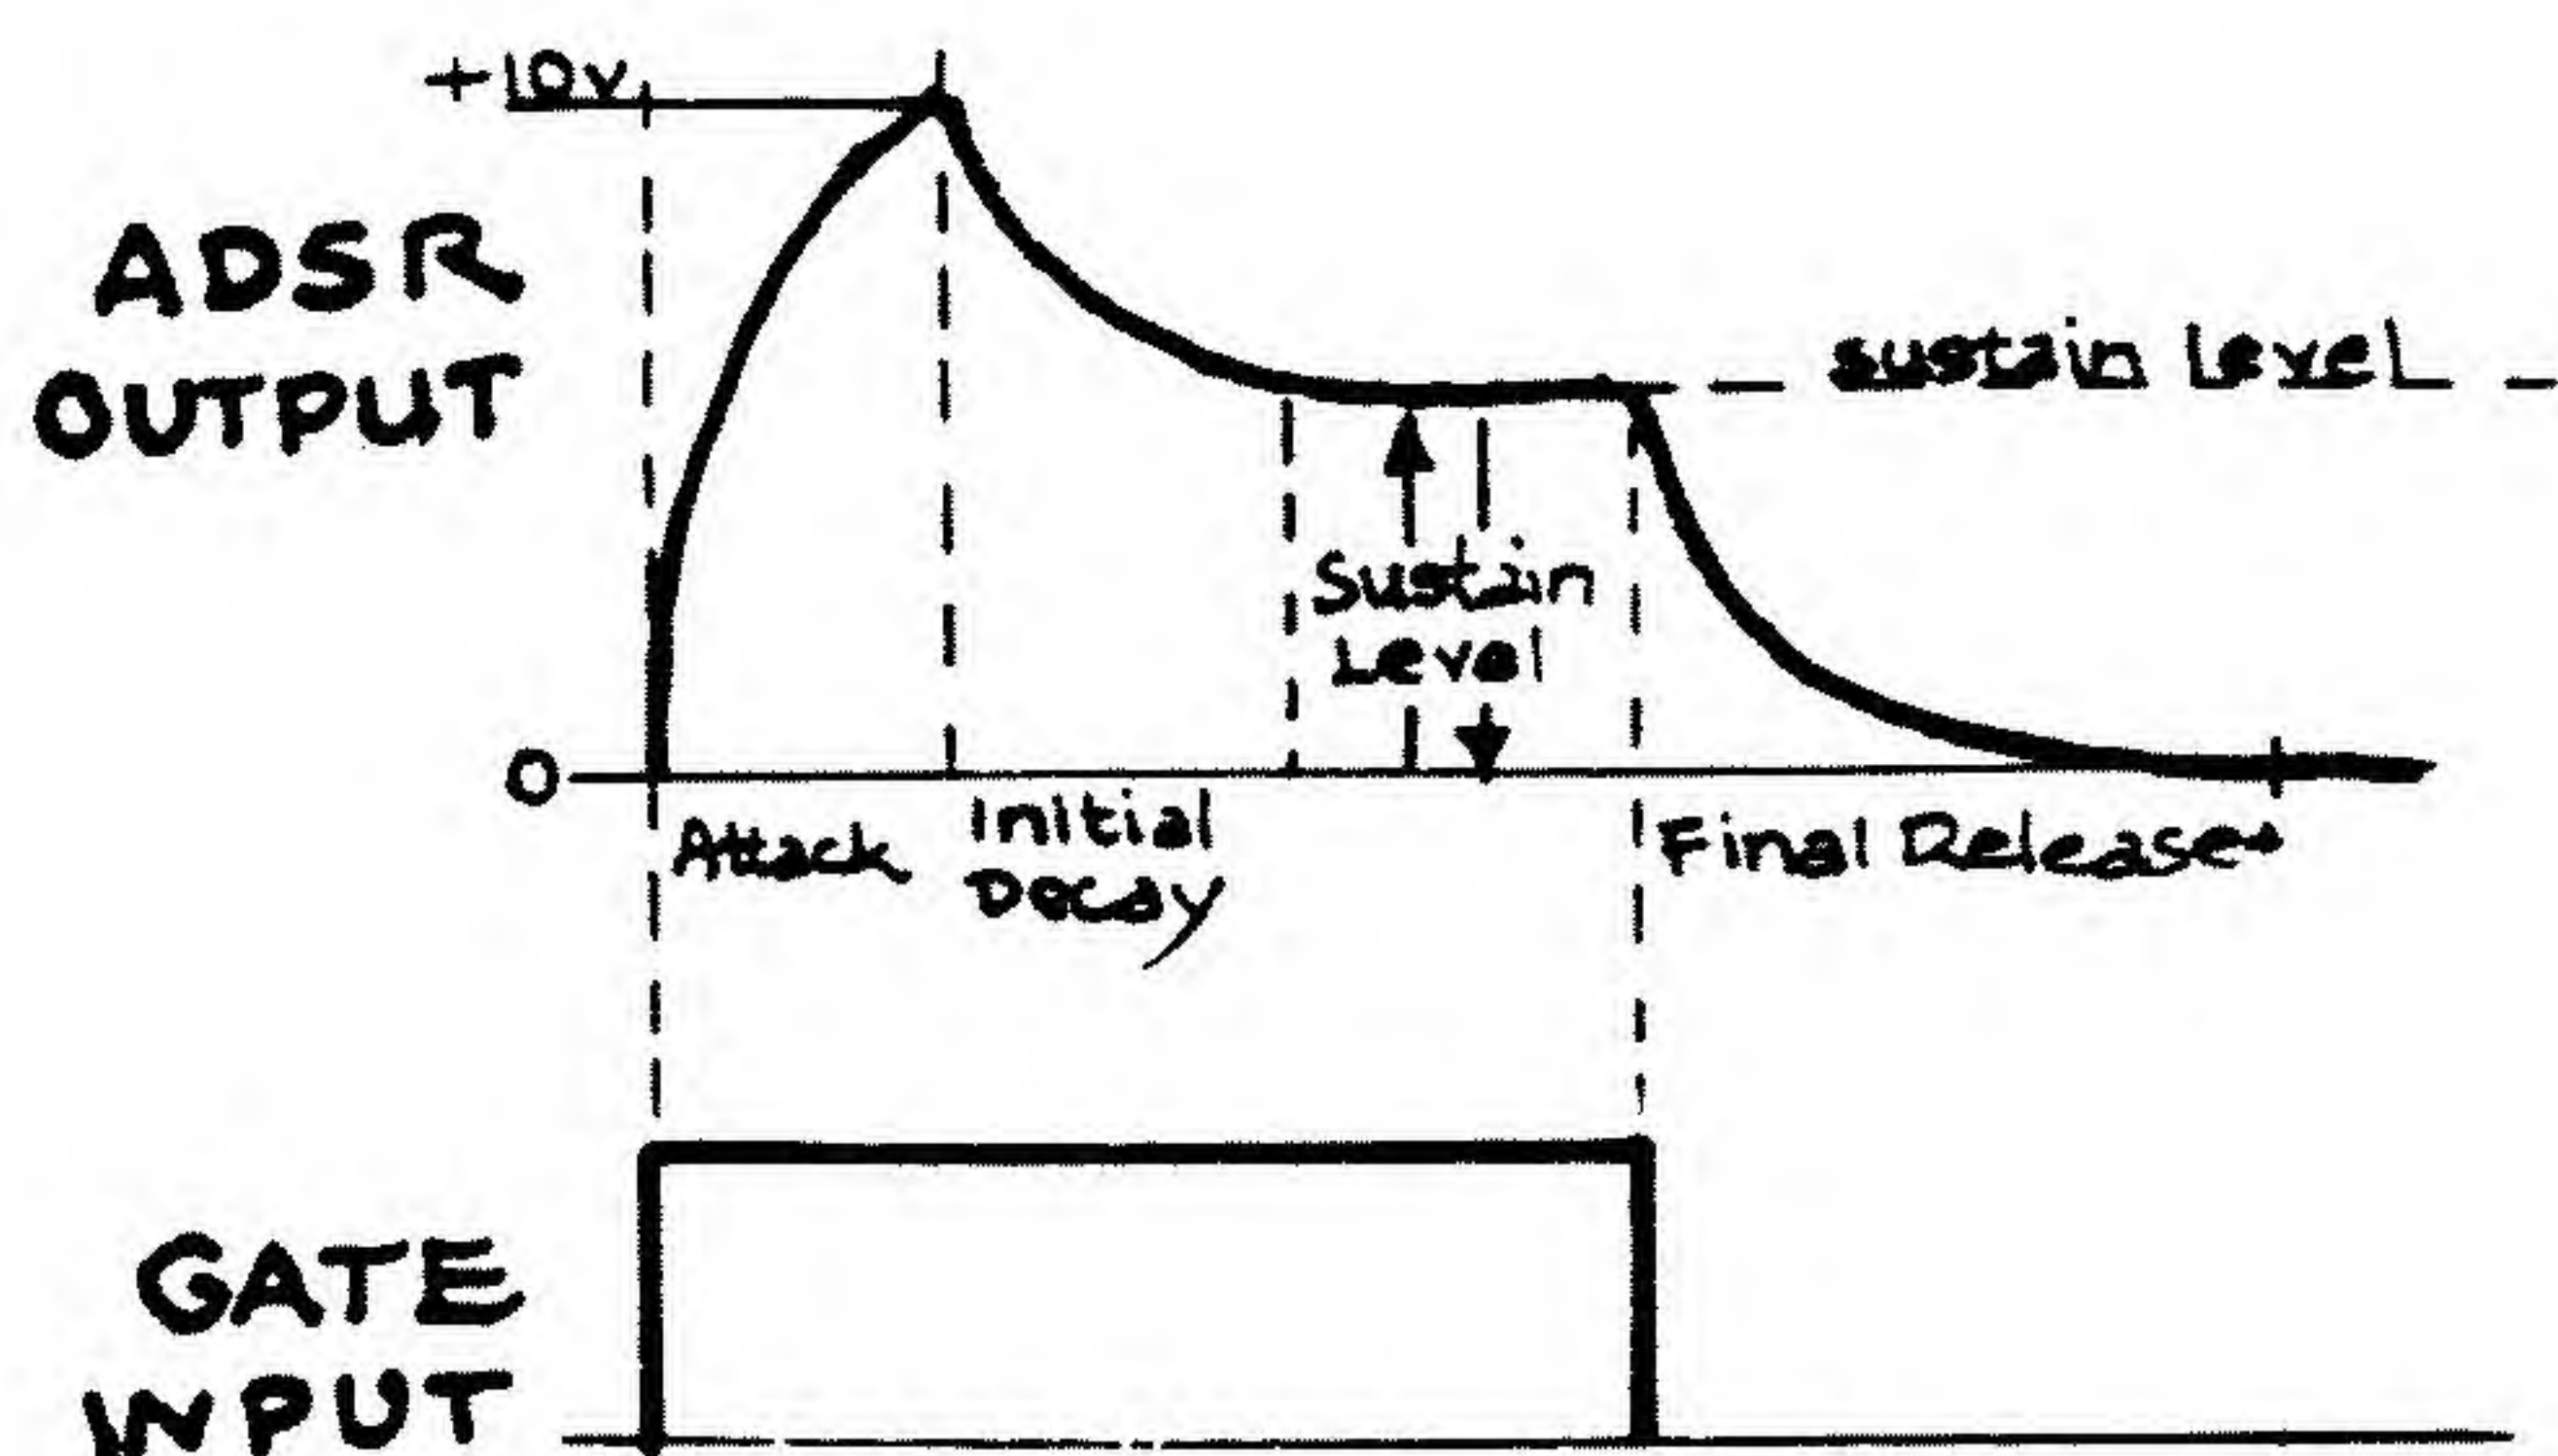 +10v
ADSR
OUTPUT
sustain level
Sustain
Level
0
Attack
Initial
Decay
Final Release
GATE
INPUT